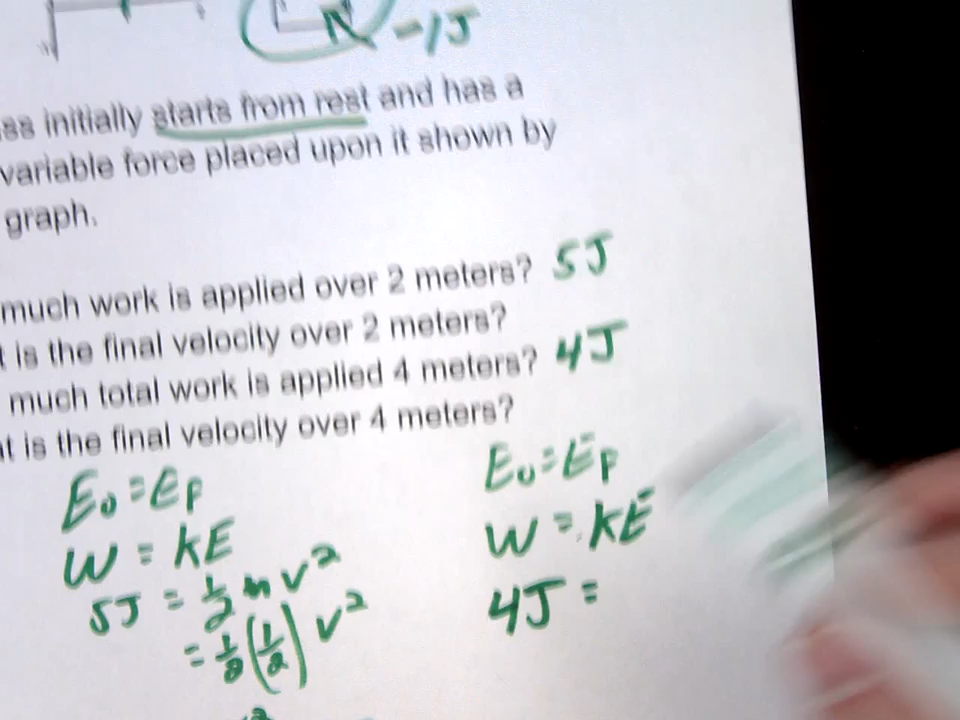 -1J
initially starts from rest and has a
variable force placed upon it shown by
graph.
much work is applied over 2 meters? 5J
is the final velocity over 2 meters?
much total work is applied 4 meters? 4J
is the final velocity over 4 meters?
E₀=EF
W = KE
5J = 1/2 m v²
= 1/2 (1/2) v²
E₀=EF
W = KE
4J =